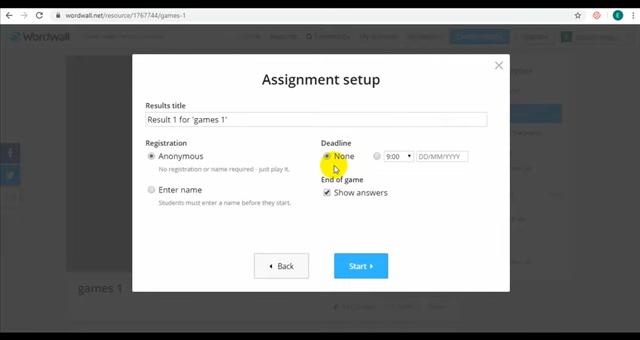 wordwall.net/resource/1767744/games-1
Wordwall
Assignment setup
Results title
Result 1 for 'games 1'
Registration
Anonymous
No registration or name required - just play it.
Enter name
Students must enter a name before they start.
Deadline
None
9:00
DD/MM/YYYY
End of game
Show answers
Back
Start
games 1